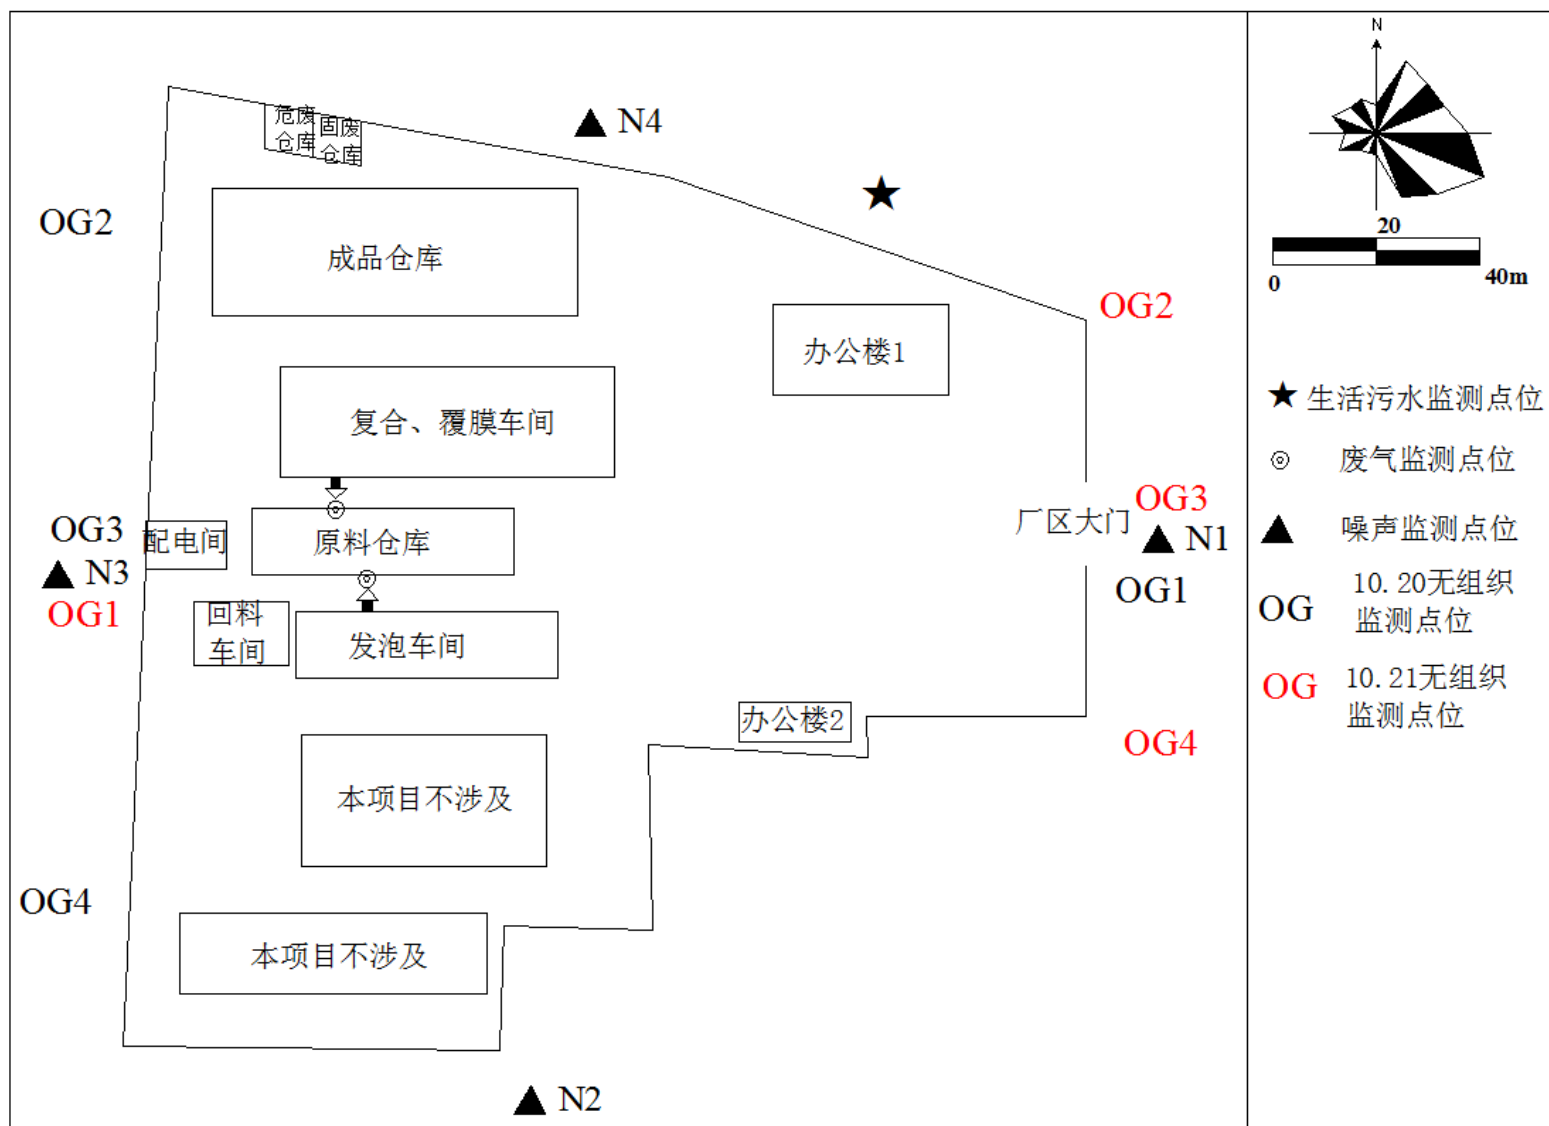 N
危废
仓库
固废
仓库
N4
OG2
成品仓库
20
0
40m
OG2
办公楼1
复合、覆膜车间
生活污水监测点位
废气监测点位
OG3
厂区大门
N1
OG1
OG3
配电间
原料仓库
N3
OG1
噪声监测点位
回料
车间
发泡车间
OG
10.20无组织
监测点位
OG
10.21无组织
监测点位
办公楼2
OG4
本项目不涉及
OG4
本项目不涉及
N2